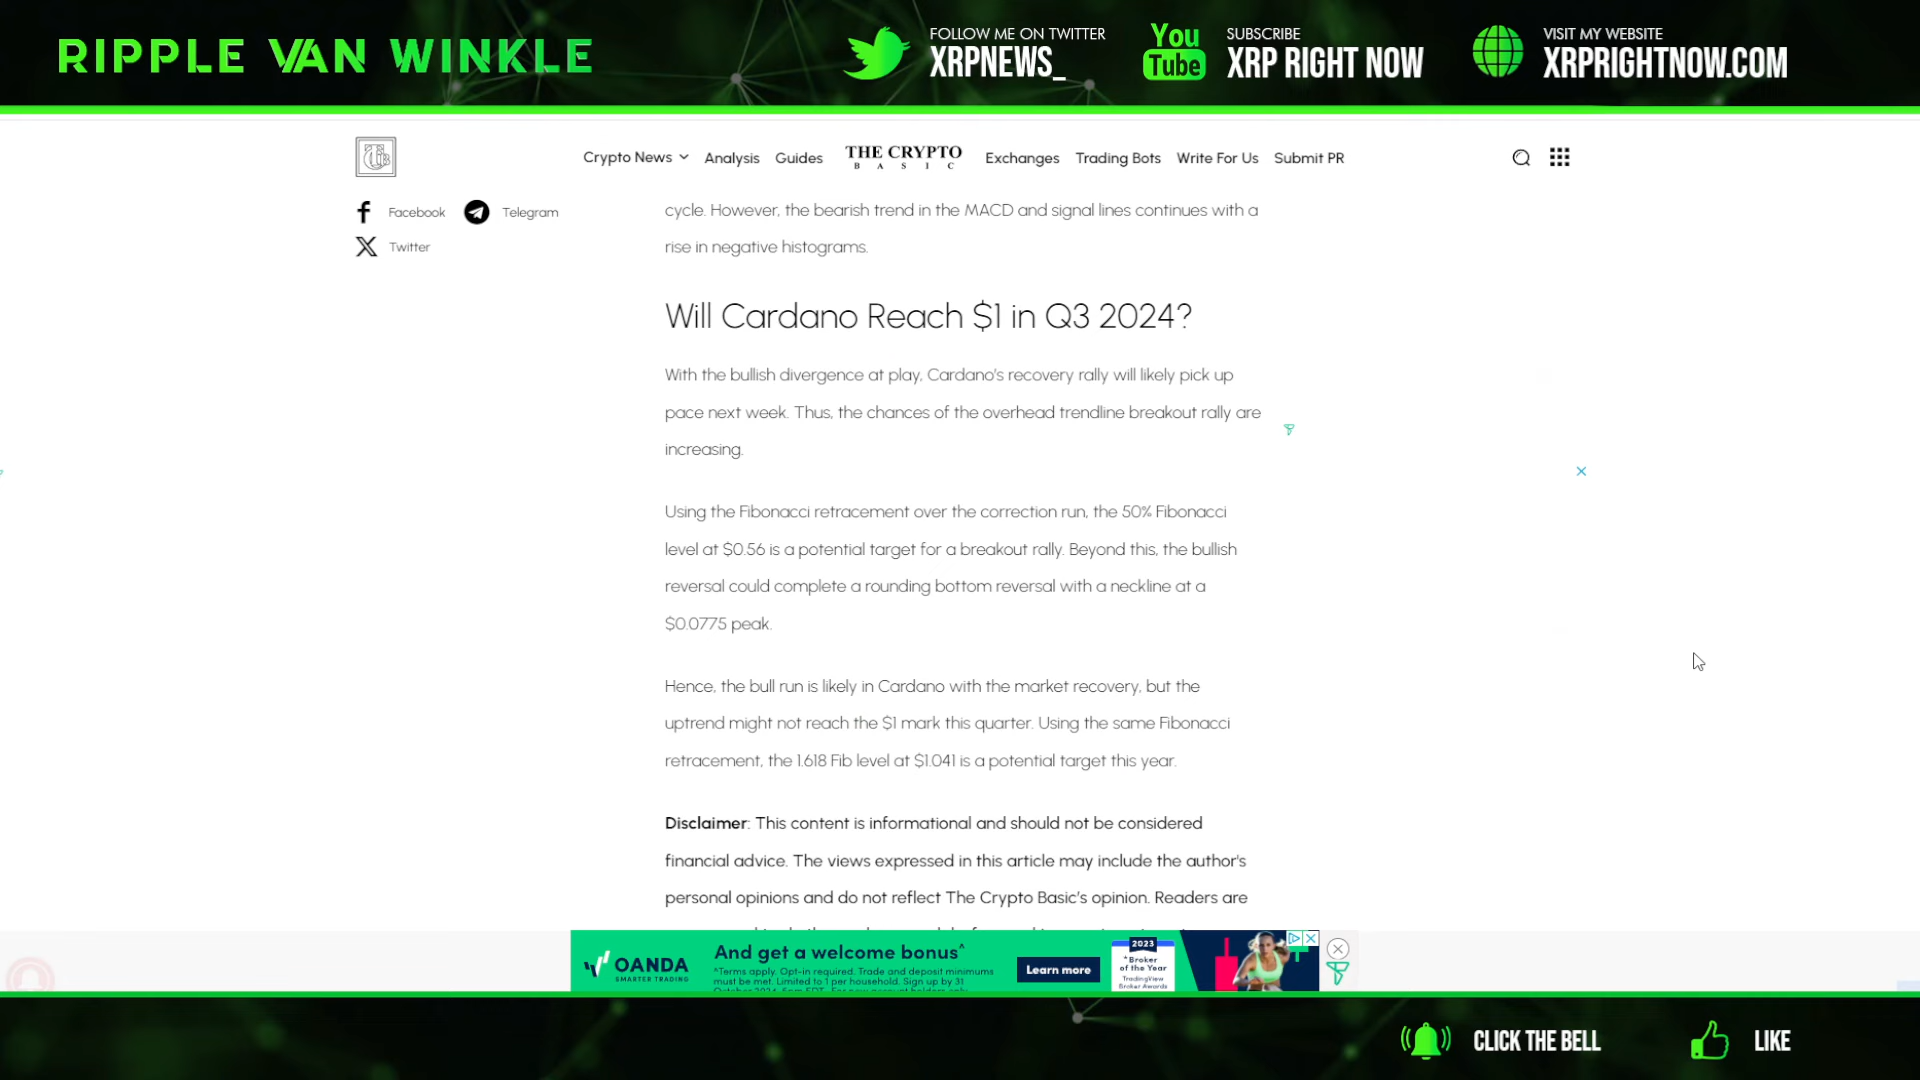 RIPPLE VAN WINKLE
FOLLOW ME ON TWITTER
XRPNEWS_
You
Tube
SUBSCRIBE
XRP RIGHT NOW
VISIT MY WEBSITE
XRPRIGHTNOW.COM
Crypto News
Analysis
Guides
THE CRYPTO
BASIC
Exchanges
Trading Bots
Write For Us
Submit PR
Facebook
Telegram
Twitter
cycle. However, the bearish trend in the MACD and signal lines continues with a
rise in negative histograms.
Will Cardano Reach $1 in Q3 2024?
With the bullish divergence at play, Cardano's recovery rally will likely pick up
pace next week. Thus, the chances of the overhead trendline breakout rally are
increasing.
Using the Fibonacci retracement over the correction run, the 50% Fibonacci
level at $0.56 is a potential target for a breakout rally. Beyond this, the bullish
reversal could complete a rounding bottom reversal with a neckline at a
$0.0775 peak.
Hence, the bull run is likely in Cardano with the market recovery, but the
uptrend might not reach the $1 mark this quarter. Using the same Fibonacci
retracement, the 1.618 Fib level at $1.041 is a potential target this year.
Disclaimer: This content is informational and should not be considered
financial advice. The views expressed in this article may include the author's
personal opinions and do not reflect The Crypto Basic's opinion. Readers are
OANDA
SMARTER TRADING
And get a welcome bonus^
^Terms apply. Opt-in required. Trade and deposit minimums
must be met. Limited to 1 per household. Sign up by 31
Learn more
2023
"Broker
of the Year
TradingView
Broker Awards
CLICK THE BELL
LIKE